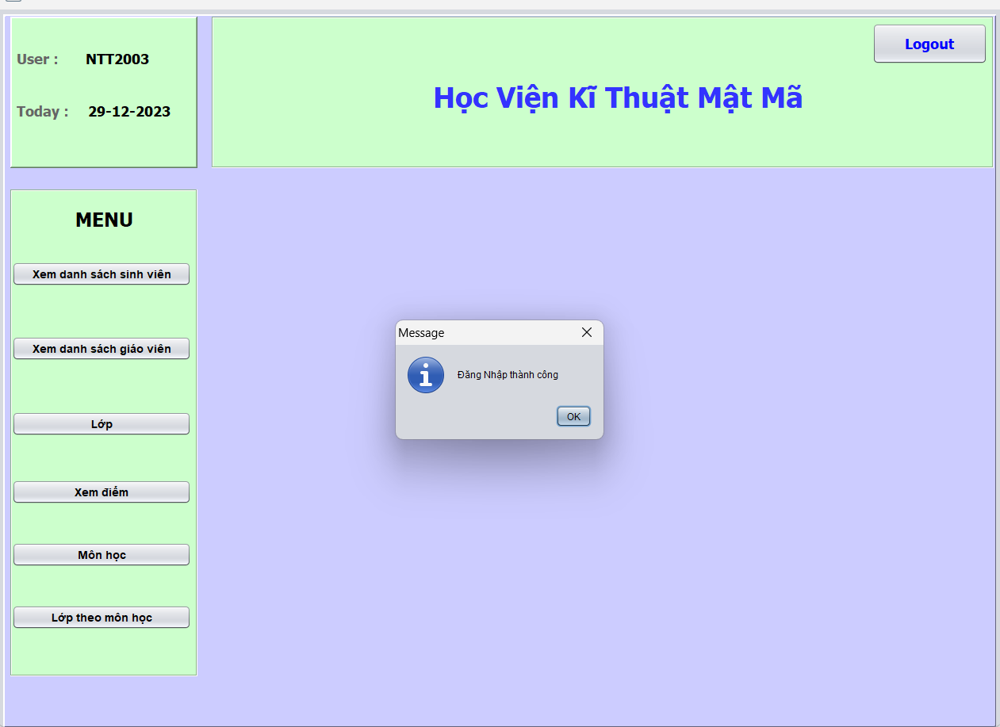 User : NTT2003
Today : 29-12-2023
Logout
Học Viện Kĩ Thuật Mật Mã
MENU
Xem danh sách sinh viên
Xem danh sách giáo viên
Lớp
Xem điểm
Môn học
Lớp theo môn học
Message
Đăng Nhập thành công
OK